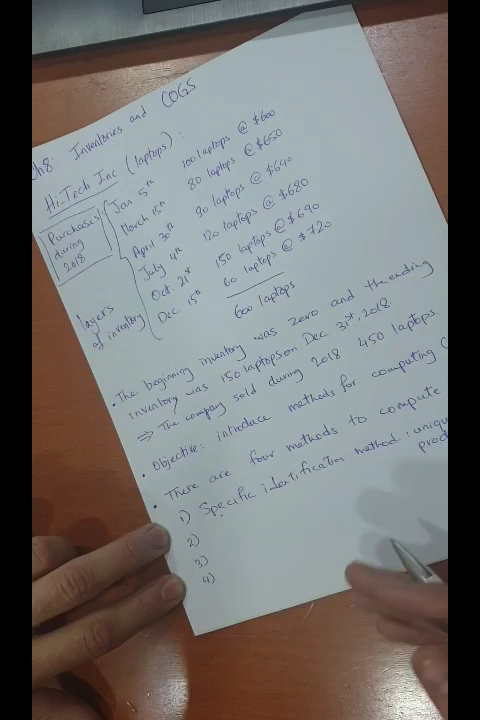 Ch8: Inventories and COGS
Hi-Tech Inc (laptops):
Purchases during 2018
Jan 5th 100 laptops @ $600
March 15th 80 laptops @ $650
April 30th 90 laptops @ $640
July 4th 120 laptops @ $680
Oct. 21st 150 laptops @ $690
Dec. 15th 60 laptops @ $720
600 laptops
layers
of inventory
• The beginning inventory was zero and the ending
inventory was 150 laptops on Dec. 31st, 2018.
⇒ The company sold during 2018 450 laptops.
• Objective: introduce methods for computing (
• There are four methods to compute
1) Specific identification method: uniqu
prod
2)
3)
4)